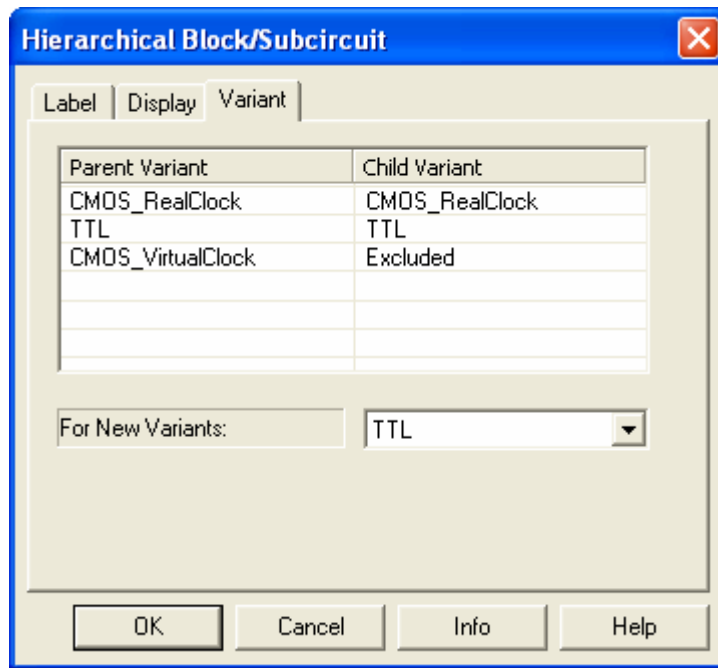 Hierarchical Block/Subcircuit
Label Display Variant
Parent Variant Child Variant
CMOS_RealClock CMOS_RealClock
TTL TTL
CMOS_VirtualClock Excluded
For New Variants: TTL
OK Cancel Info Help